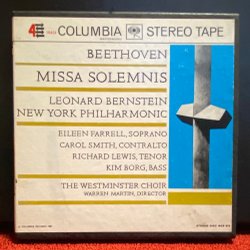 COLUMBIA STEREO TAPE
BEETHOVEN
MISSA SOLEMNIS
LEONARD BERNSTEIN
NEW YORK PHILHARMONIC
EILEEN FARRELL, SOPRANO
CAROL SMITH, CONTRALTO
RICHARD LEWIS, TENOR
KIM BORG, BASS
THE WESTMINSTER CHOIR
WARREN MARTIN, DIRECTOR